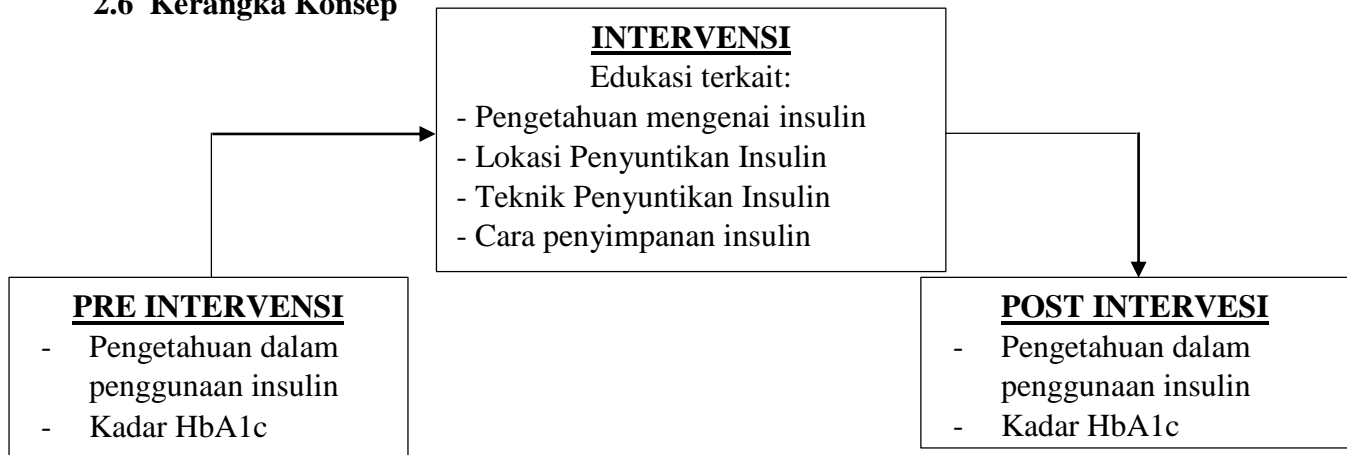 2.6 Kerangka Konsep
INTERVENSI
Edukasi terkait:
- Pengetahuan mengenai insulin
- Lokasi Penyuntikan Insulin
- Teknik Penyuntikan Insulin
- Cara penyimpanan insulin
PRE INTERVENSI
- Pengetahuan dalam
penggunaan insulin
- Kadar HbA1c
POST INTERVESI
- Pengetahuan dalam
penggunaan insulin
- Kadar HbA1c